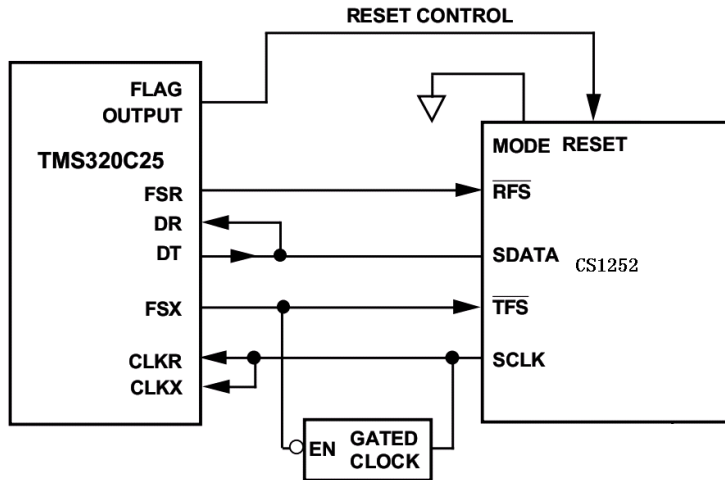 RESET CONTROL
FLAG
OUTPUT
TMS320C25
FSR
DR
DT
FSX
CLKR
CLKX
MODE RESET
RFS
SDATA
CS1252
TFS
SCLK
EN
GATED
CLOCK